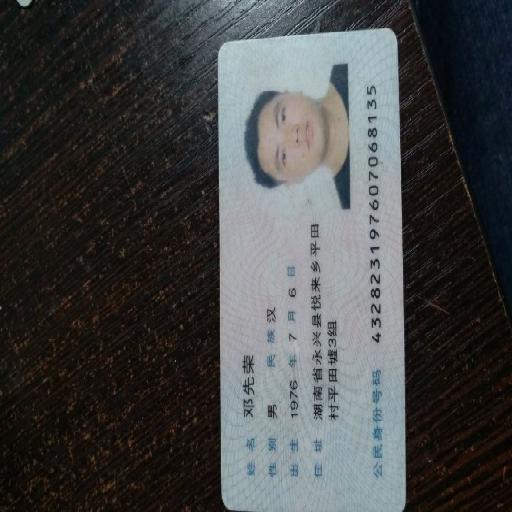 姓名 邓先荣
性别 男 民族 汉
出生 1976 年 7 月 6 日
住址 湖南省永兴县悦来乡平田
村平田墟3组
公民身份号码 432823197607068135